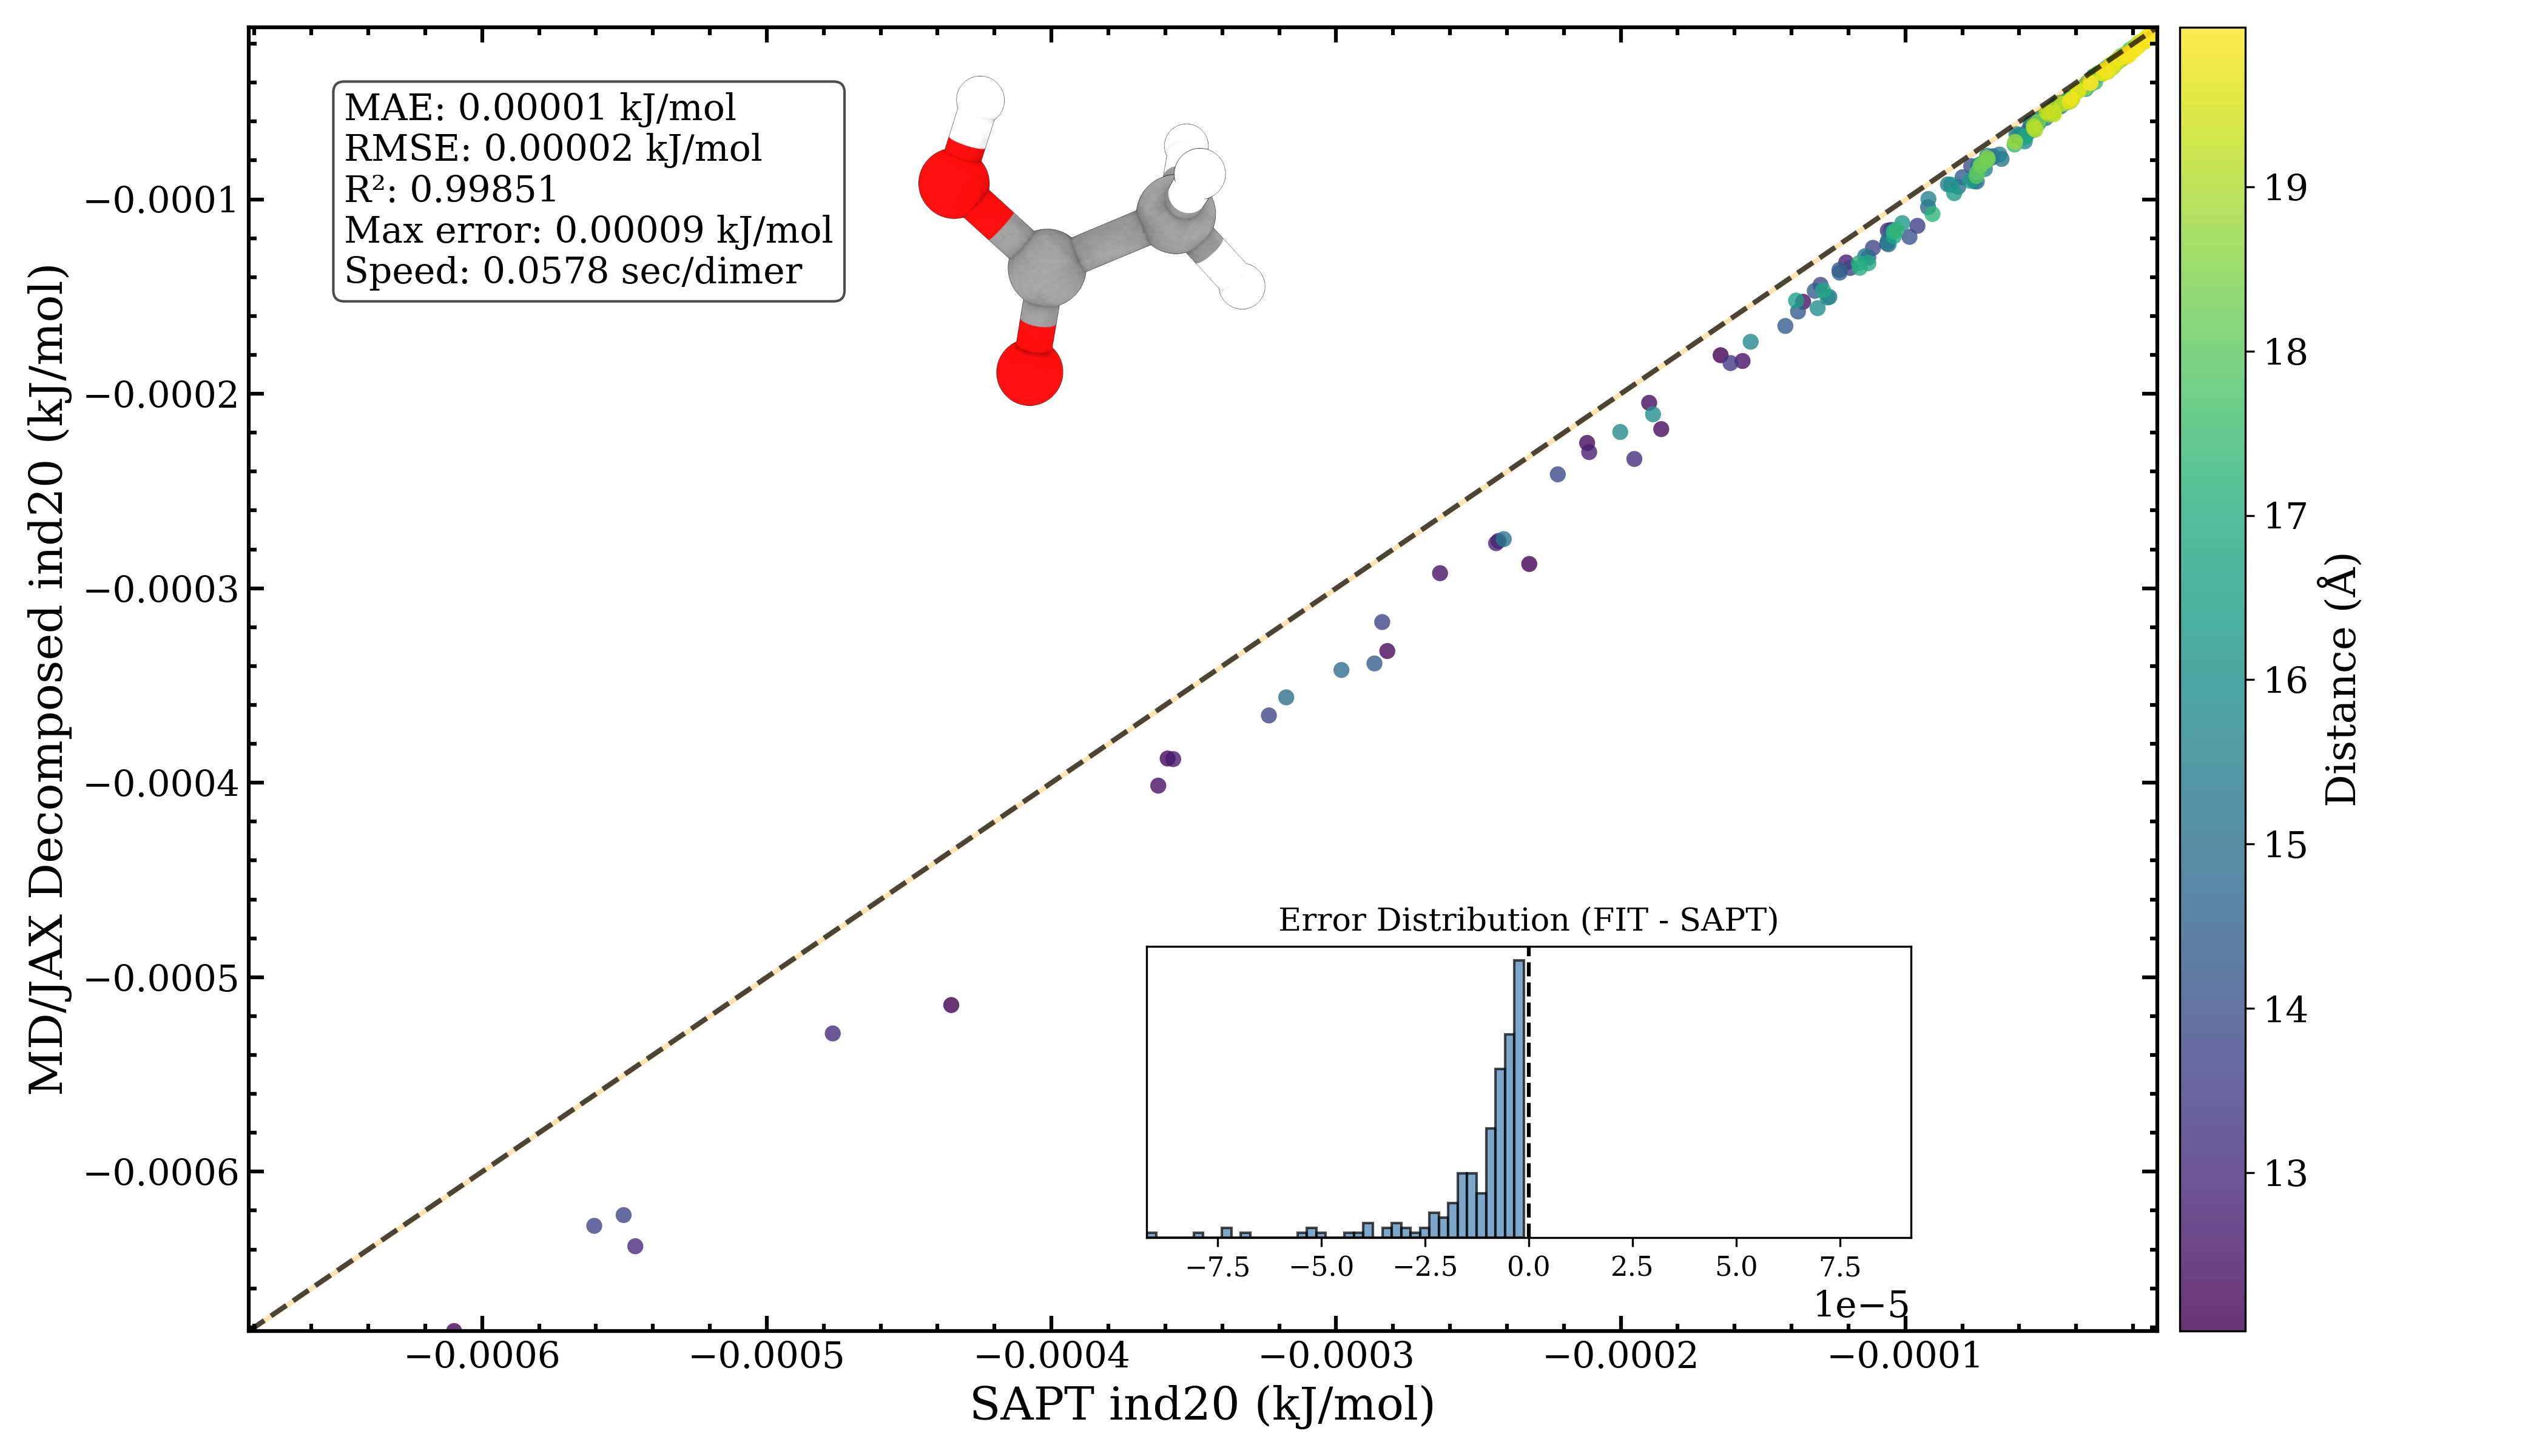 MAE: 0.00001 kJ/mol
RMSE: 0.00002 kJ/mol
R²: 0.99851
Max error: 0.00009 kJ/mol
Speed: 0.0578 sec/dimer
MD/JAX Decomposed ind20 (kJ/mol)
−0.0001
−0.0002
−0.0003
−0.0004
−0.0005
−0.0006
−0.0006 −0.0005 −0.0004 −0.0003 −0.0002 −0.0001
SAPT ind20 (kJ/mol)
Error Distribution (FIT - SAPT)
−7.5 −5.0 −2.5 0.0 2.5 5.0 7.5
1e−5
19
18
17
16
15
14
13
Distance (Å)